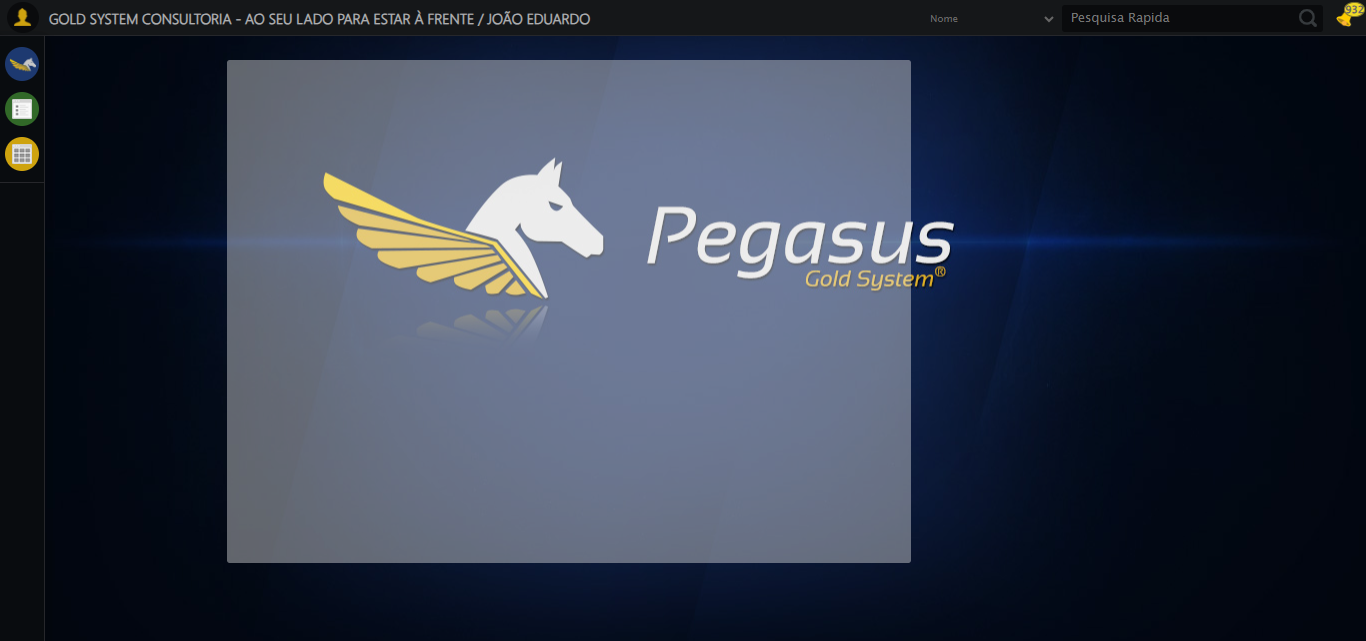 GOLD SYSTEM CONSULTORIA - AO SEU LADO PARA ESTAR À FRENTE / JOÃO EDUARDO
Nome
Pesquisa Rapida
932
Pegasus
Gold System®